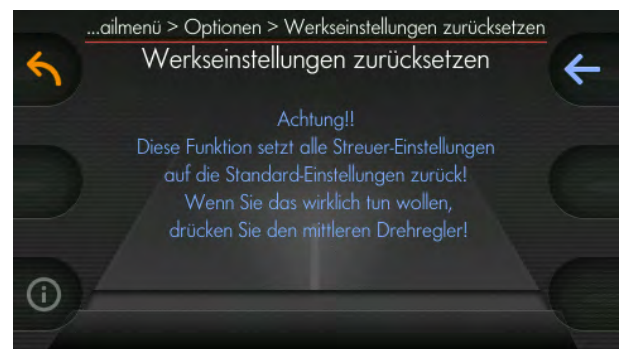 ...ailmenü > Optionen > Werkseinstellungen zurücksetzen
Werkseinstellungen zurücksetzen
Achtung!!
Diese Funktion setzt alle Streuer-Einstellungen
auf die Standard-Einstellungen zurück!
Wenn Sie das wirklich tun wollen,
drücken Sie den mittleren Drehregler!